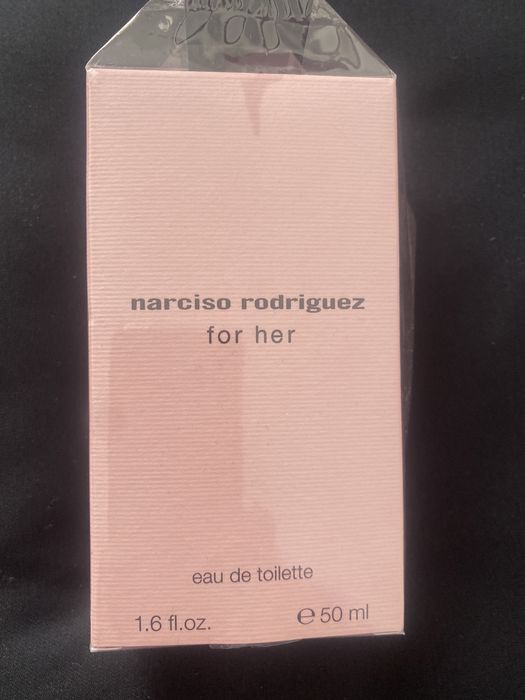 narciso rodriguez
for her
eau de toilette
1.6 fl.oz. ℮ 50 ml